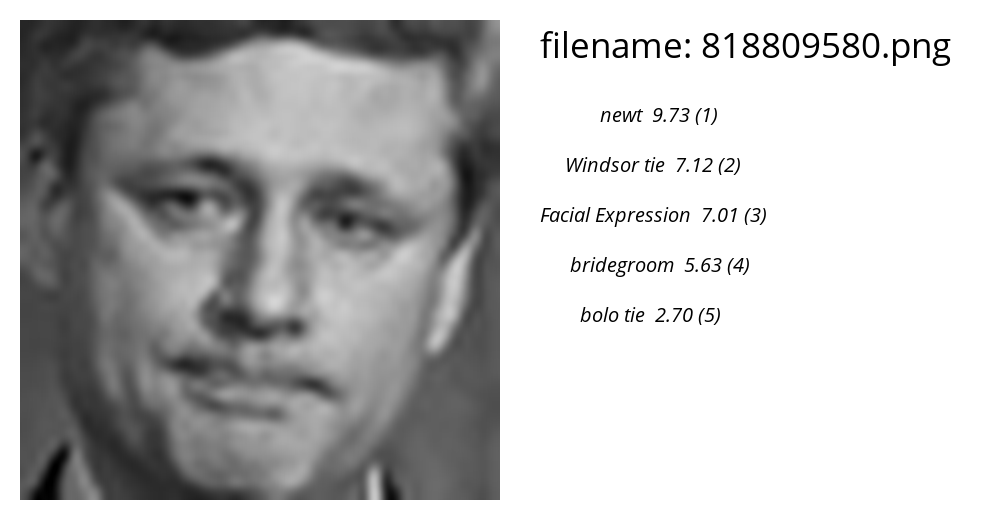 filename: 818809580.png
newt 9.73 (1)
Windsor tie 7.12 (2)
Facial Expression 7.01 (3)
bridegroom 5.63 (4)
bolo tie 2.70 (5)